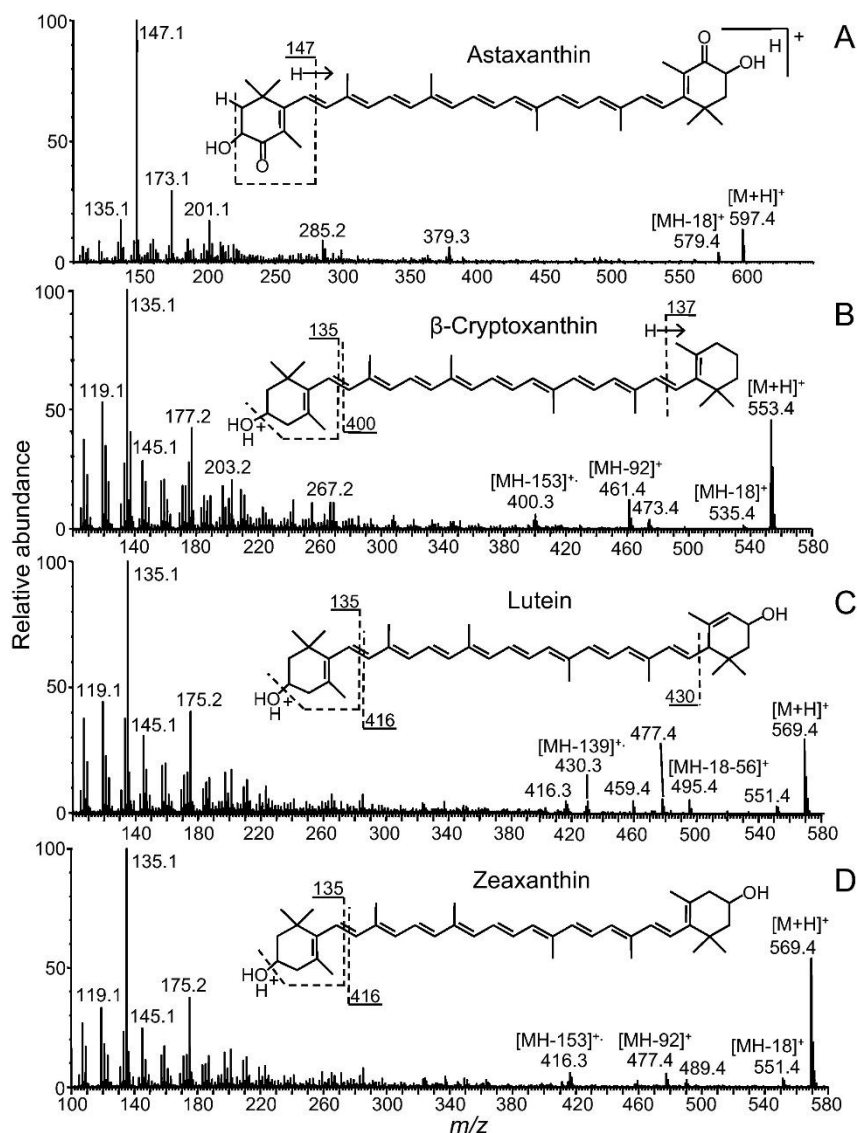 Relative abundance
A
Astaxanthin
100
50
0
147.1
135.1
173.1
201.1
285.2
379.3
[MH-18]⁺
579.4
[M+H]⁺
597.4
147
H→
H
HO
O
O
OH
H
+
150 200 250 300 350 400 450 500 550 600
B
β-Cryptoxanthin
100
50
0
135.1
119.1
145.1
177.2
203.2
267.2
[MH-153]⁺·
400.3
[MH-92]⁺
461.4
473.4
[MH-18]⁺
535.4
[M+H]⁺
553.4
135
400
H→
137
HO
H
+
140 180 220 260 300 340 380 420 460 500 540 580
C
Lutein
100
50
0
135.1
119.1
145.1
175.2
416.3
[MH-139]⁺·
430.3
459.4
477.4
[MH-18-56]⁺
495.4
551.4
[M+H]⁺
569.4
135
416
430
HO
H
+
OH
140 180 220 260 300 340 380 420 460 500 540 580
D
Zeaxanthin
100
50
0
135.1
119.1
145.1
175.2
[MH-153]⁺·
416.3
[MH-92]⁺
477.4
489.4
[MH-18]⁺
551.4
[M+H]⁺
569.4
135
416
HO
H
+
OH
100 140 180 220 260 300 340 380 420 460 500 540 580
m/z